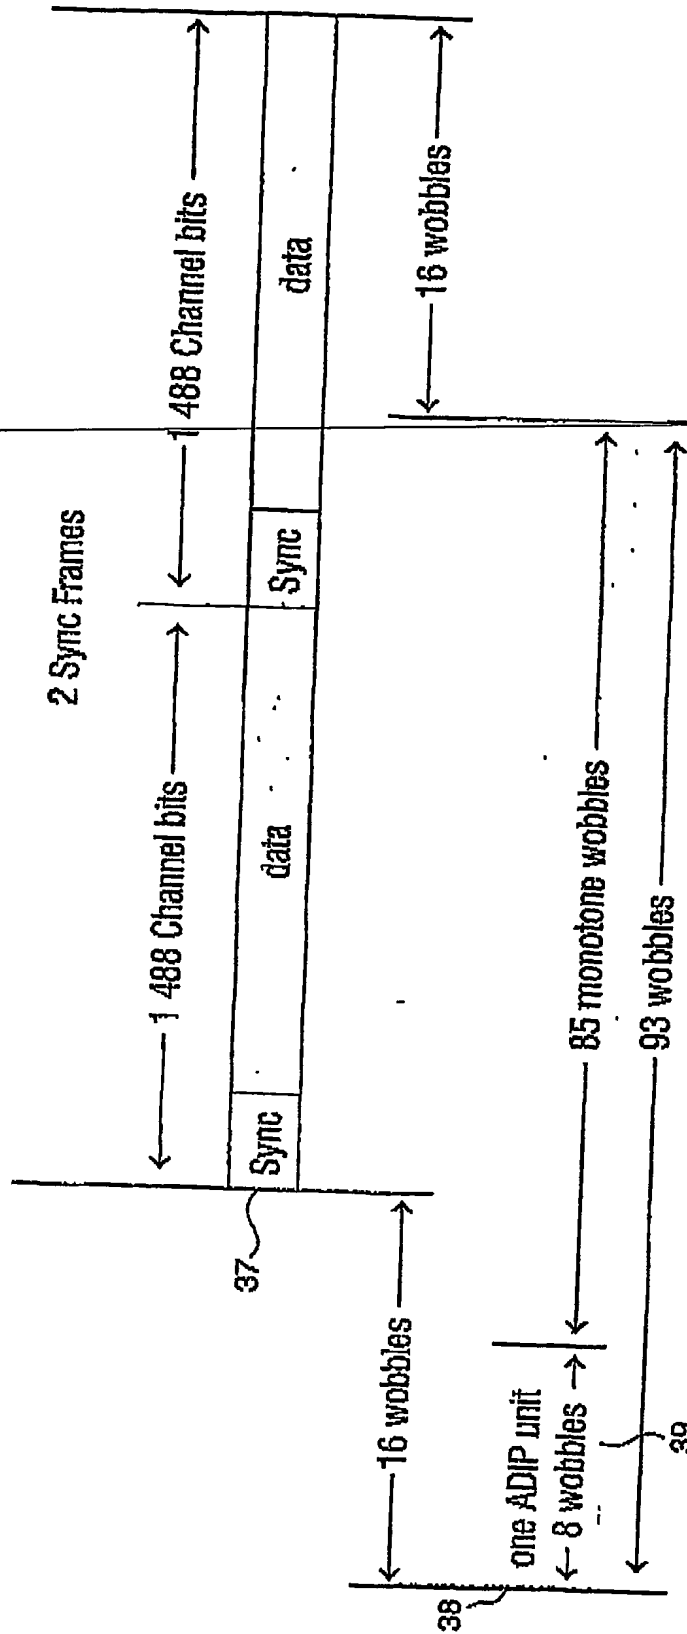 2 Sync Frames
1 488 Channel bits
1 488 Channel bits
37
Sync
data
Sync
data
16 wobbles
16 wobbles
38
one ADIP unit
8 wobbles
85 monotone wobbles
39
93 wobbles